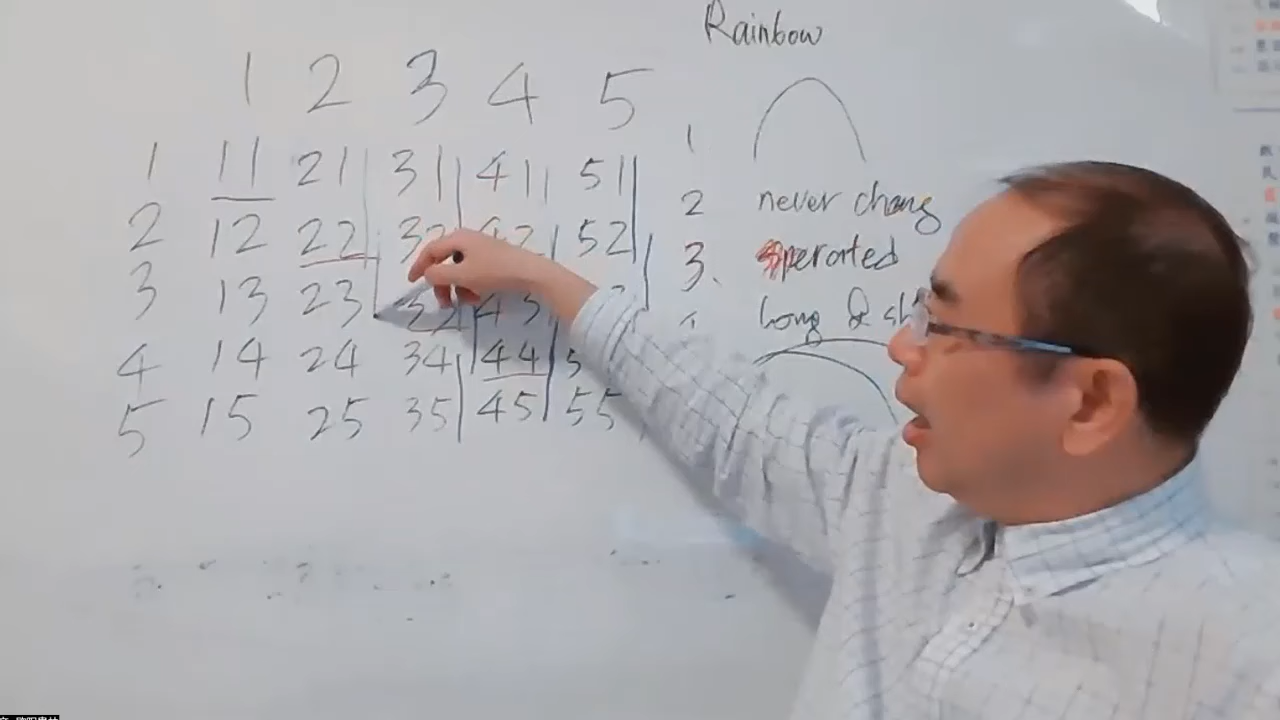 Rainbow
1 2 3 4 5
1 11 21 31 41 51 1
2 12 22 32 42 52 2 never chang
3 13 23 43 3. sperated
4 14 24 34 44 5 Long & sh
5 15 25 35 45 55